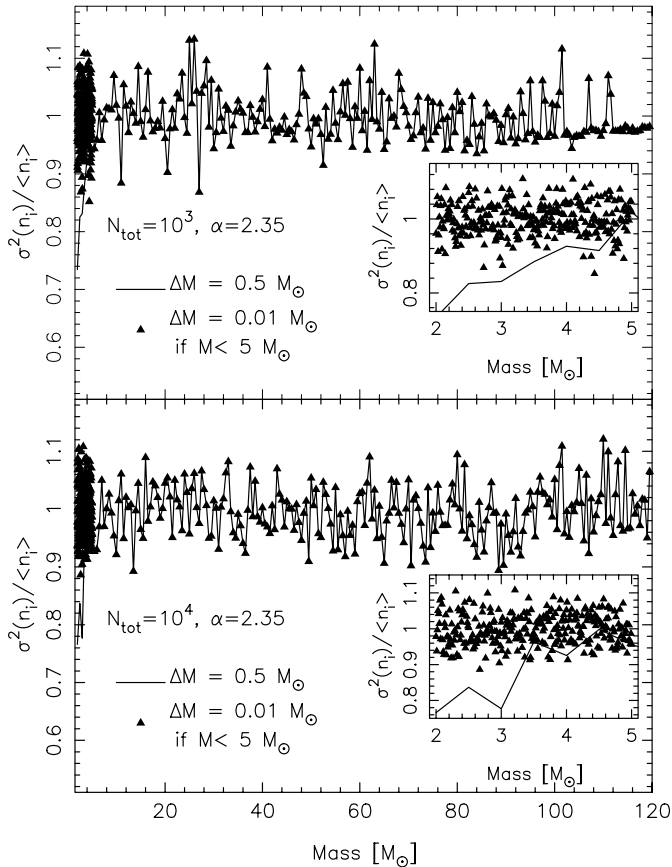 1.1
1
0.9
0.8
0.7
0.6
σ²(nᵢ)/<nᵢ>
N_tot=10³, α=2.35
ΔM = 0.5 M_⊙
ΔM = 0.01 M_⊙
if M< 5 M_⊙
σ²(nᵢ)/<nᵢ>
1
0.8
2 3 4 5
Mass [M_⊙]
1.1
1
0.9
0.8
0.7
0.6
σ²(nᵢ)/<nᵢ>
N_tot=10⁴, α=2.35
ΔM = 0.5 M_⊙
ΔM = 0.01 M_⊙
if M< 5 M_⊙
σ²(nᵢ)/<nᵢ>
1.1
1
0.9
0.8
2 3 4 5
Mass [M_⊙]
20 40 60 80 100 120
Mass [M_⊙]